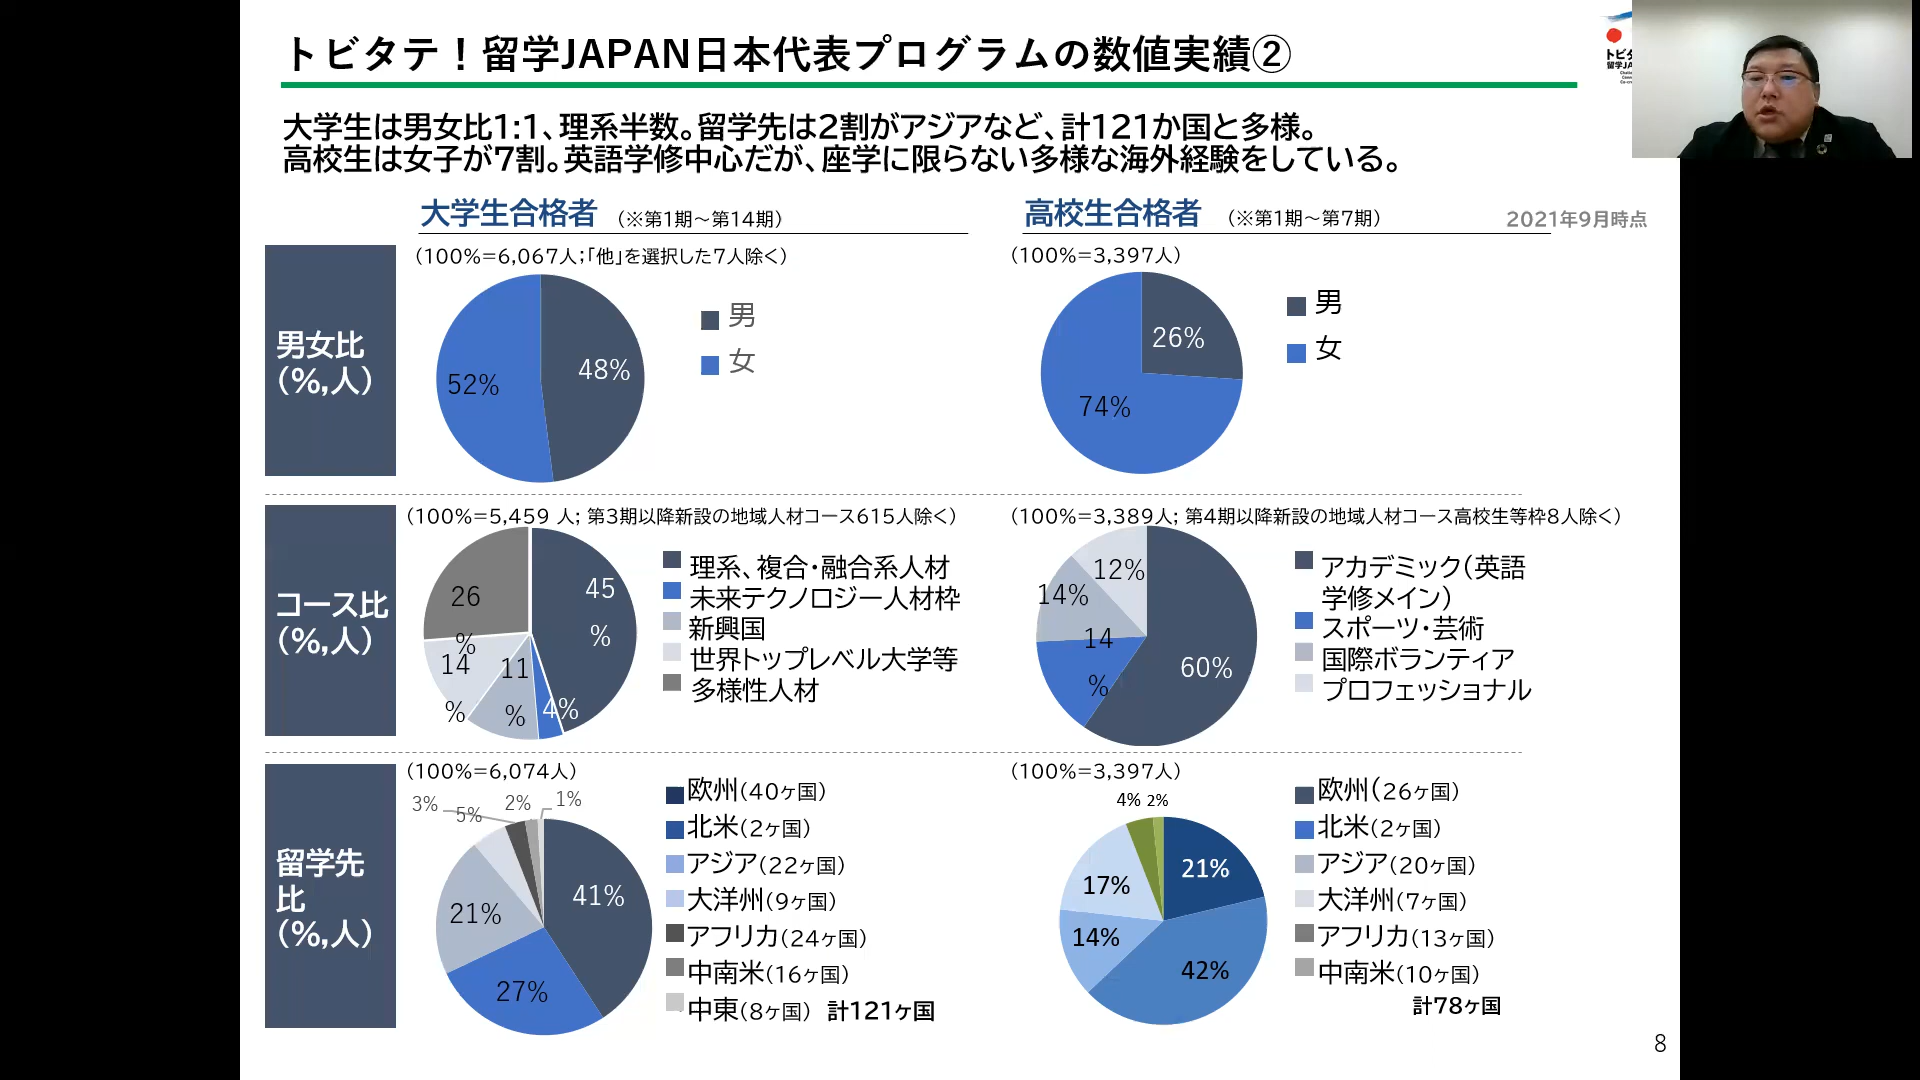 トビタテ！留学JAPAN日本代表プログラムの数値実績②
大学生は男女比1:1、理系半数。留学先は2割がアジアなど、計121か国と多様。
高校生は女子が7割。英語学修中心だが、座学に限らない多様な海外経験をしている。
大学生合格者 （※第1期～第14期）
高校生合格者 （※第1期～第7期）
2021年9月時点
男女比
（%,人）
（100%=6,067人；「他」を選択した7人除く）
52%
48%
男
女
（100%=3,397人）
26%
74%
男
女
コース比
（%,人）
（100%=5,459 人; 第3期以降新設の地域人材コース615人除く）
45
%
26
%
14
%
11
%
4%
理系、複合・融合系人材
未来テクノロジー人材枠
新興国
世界トップレベル大学等
多様性人材
（100%=3,389人; 第4期以降新設の地域人材コース高校生等枠8人除く）
12%
14%
14
%
60%
アカデミック（英語
学修メイン）
スポーツ・芸術
国際ボランティア
プロフェッショナル
留学先
比
（%,人）
（100%=6,074人）
3%
5%
2%
1%
41%
21%
27%
欧州（40ヶ国）
北米（2ヶ国）
アジア（22ヶ国）
大洋州（9ヶ国）
アフリカ（24ヶ国）
中南米（16ヶ国）
中東（8ヶ国） 計121ヶ国
（100%=3,397人）
4%
2%
21%
17%
14%
42%
欧州（26ヶ国）
北米（2ヶ国）
アジア（20ヶ国）
大洋州（7ヶ国）
アフリカ（13ヶ国）
中南米（10ヶ国）
計78ヶ国
8